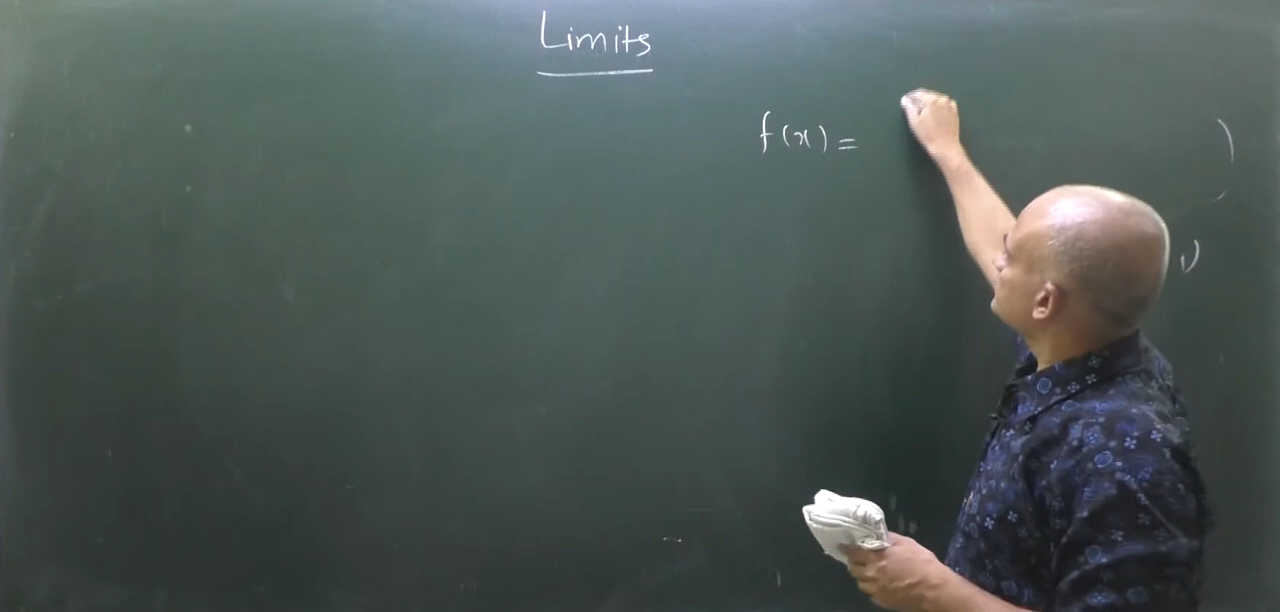 Limits
f(x) =